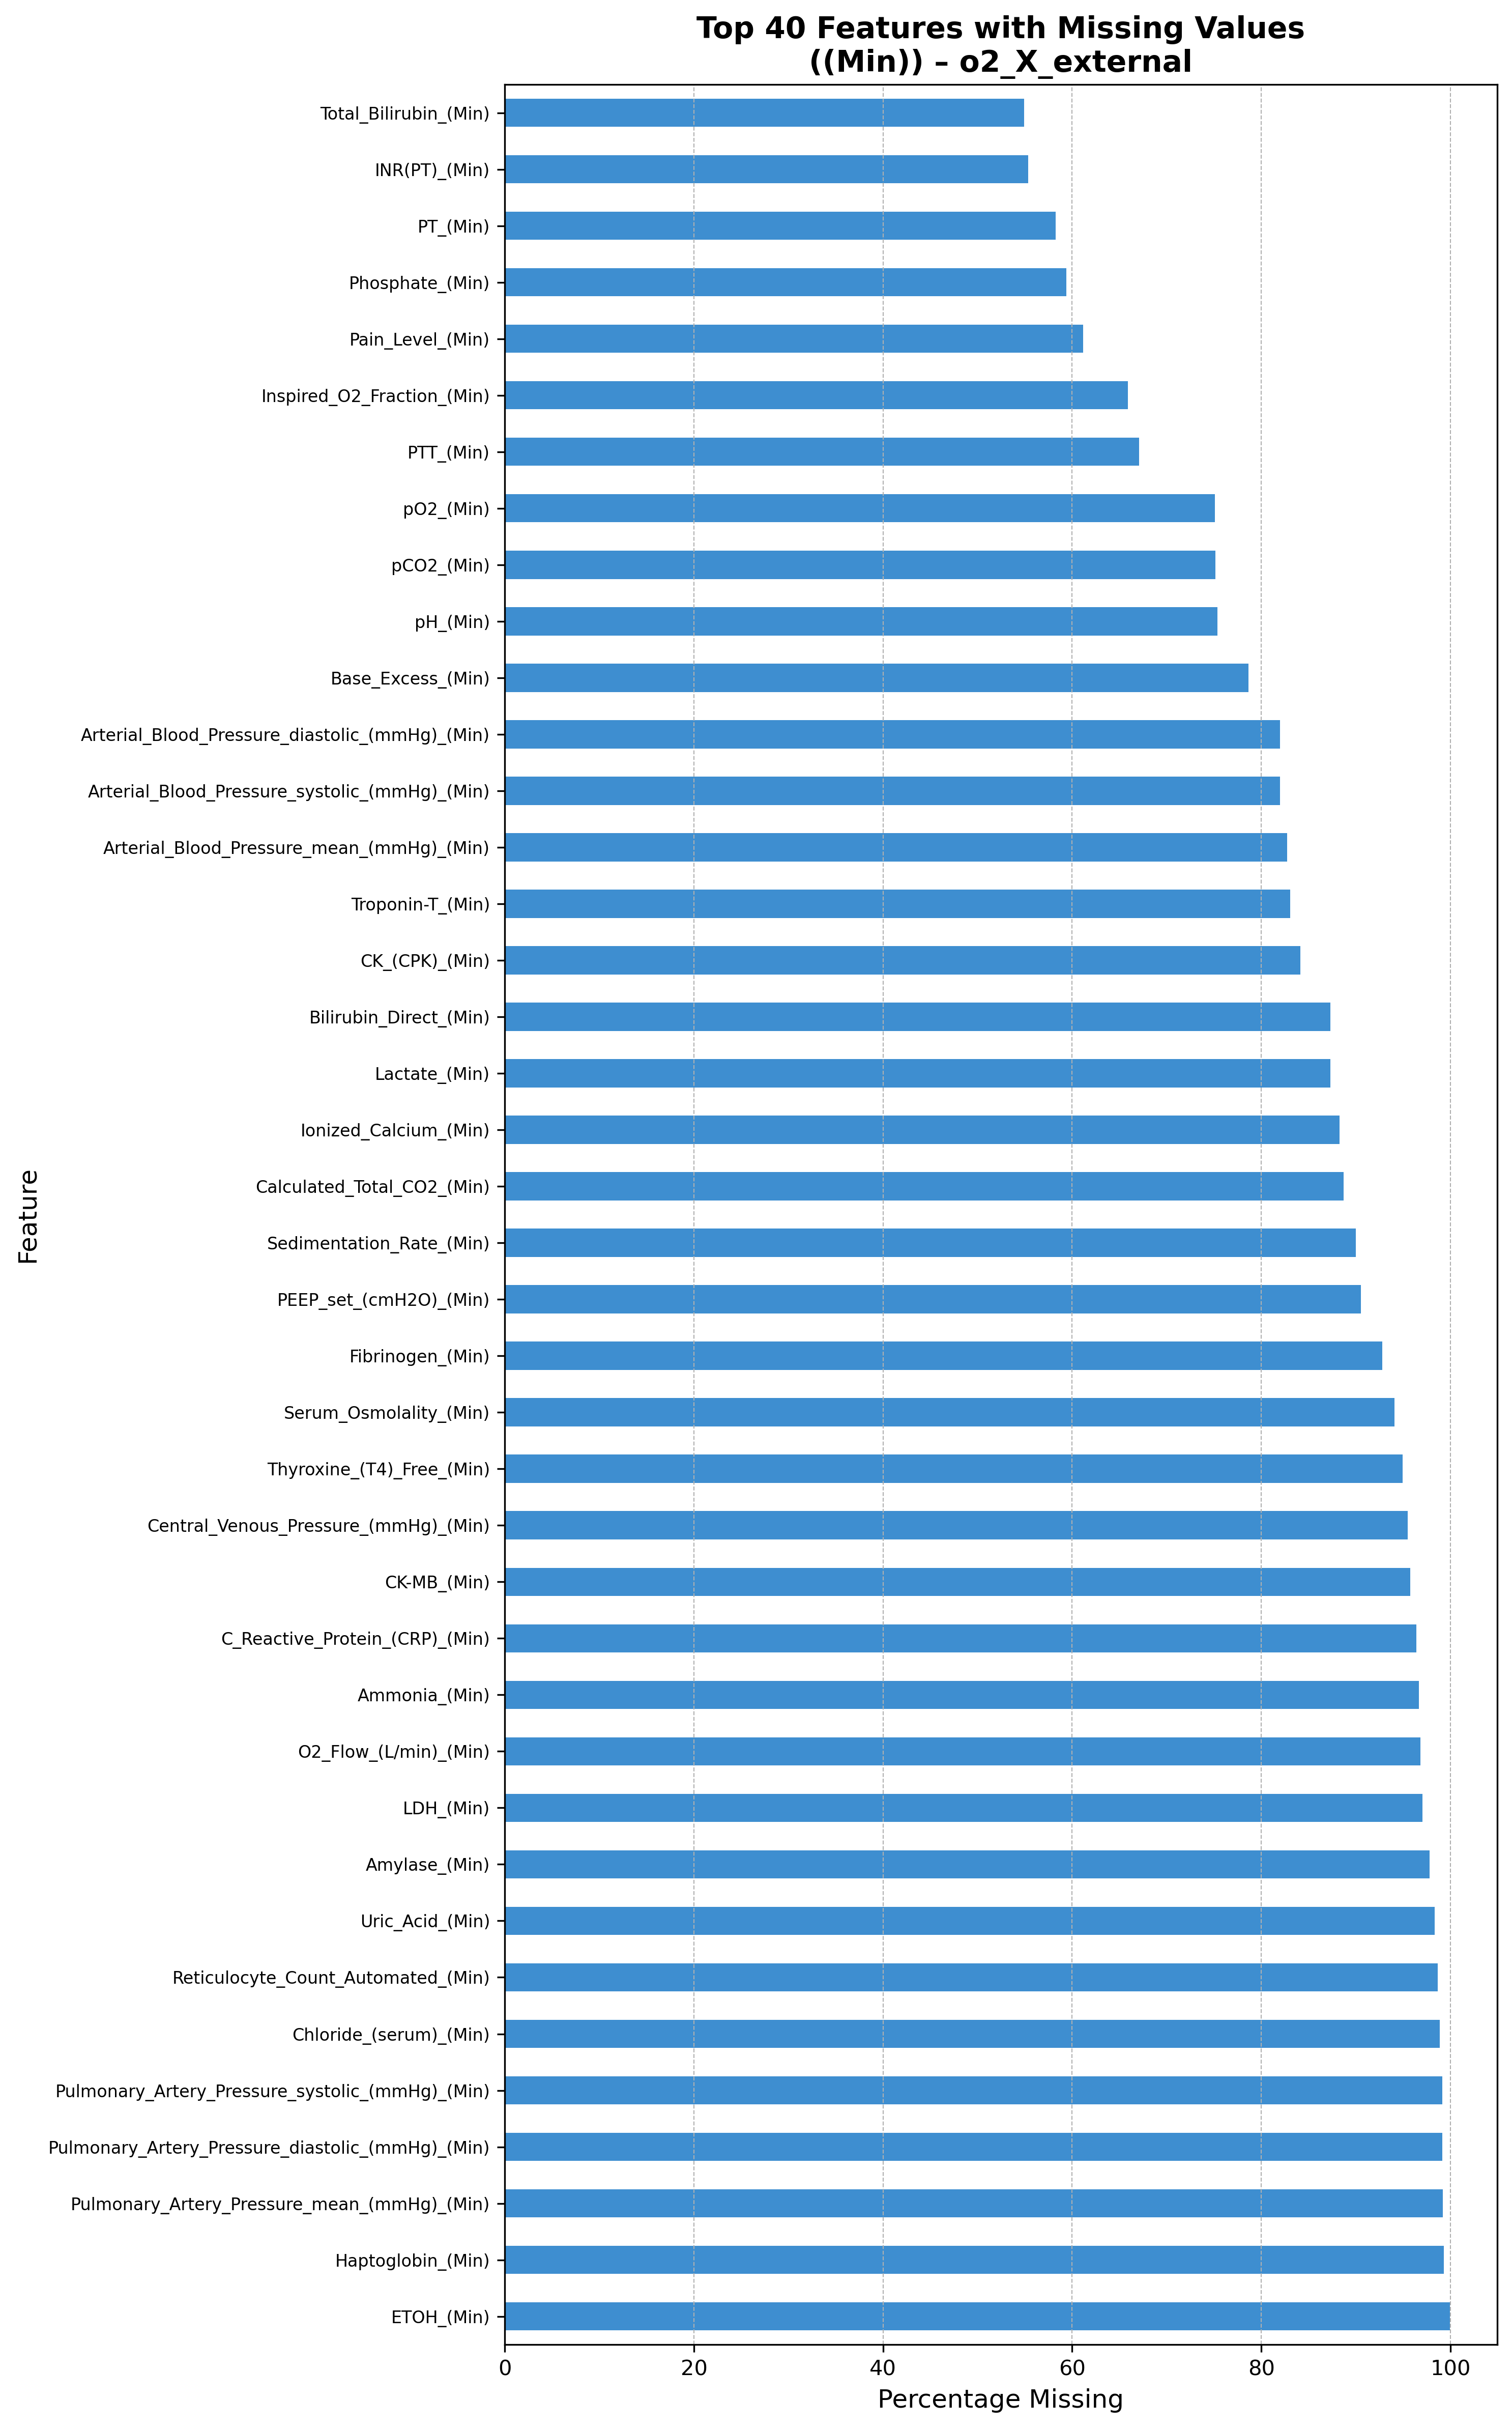 Top 40 Features with Missing Values
((Min)) – o2_X_external
Total_Bilirubin_(Min)
INR(PT)_(Min)
PT_(Min)
Phosphate_(Min)
Pain_Level_(Min)
Inspired_O2_Fraction_(Min)
PTT_(Min)
pO2_(Min)
pCO2_(Min)
pH_(Min)
Base_Excess_(Min)
Arterial_Blood_Pressure_diastolic_(mmHg)_(Min)
Arterial_Blood_Pressure_systolic_(mmHg)_(Min)
Arterial_Blood_Pressure_mean_(mmHg)_(Min)
Troponin-T_(Min)
CK_(CPK)_(Min)
Bilirubin_Direct_(Min)
Lactate_(Min)
Ionized_Calcium_(Min)
Calculated_Total_CO2_(Min)
Sedimentation_Rate_(Min)
PEEP_set_(cmH2O)_(Min)
Fibrinogen_(Min)
Serum_Osmolality_(Min)
Thyroxine_(T4)_Free_(Min)
Central_Venous_Pressure_(mmHg)_(Min)
CK-MB_(Min)
C_Reactive_Protein_(CRP)_(Min)
Ammonia_(Min)
O2_Flow_(L/min)_(Min)
LDH_(Min)
Amylase_(Min)
Uric_Acid_(Min)
Reticulocyte_Count_Automated_(Min)
Chloride_(serum)_(Min)
Pulmonary_Artery_Pressure_systolic_(mmHg)_(Min)
Pulmonary_Artery_Pressure_diastolic_(mmHg)_(Min)
Pulmonary_Artery_Pressure_mean_(mmHg)_(Min)
Haptoglobin_(Min)
ETOH_(Min)
Feature
0 20 40 60 80 100
Percentage Missing